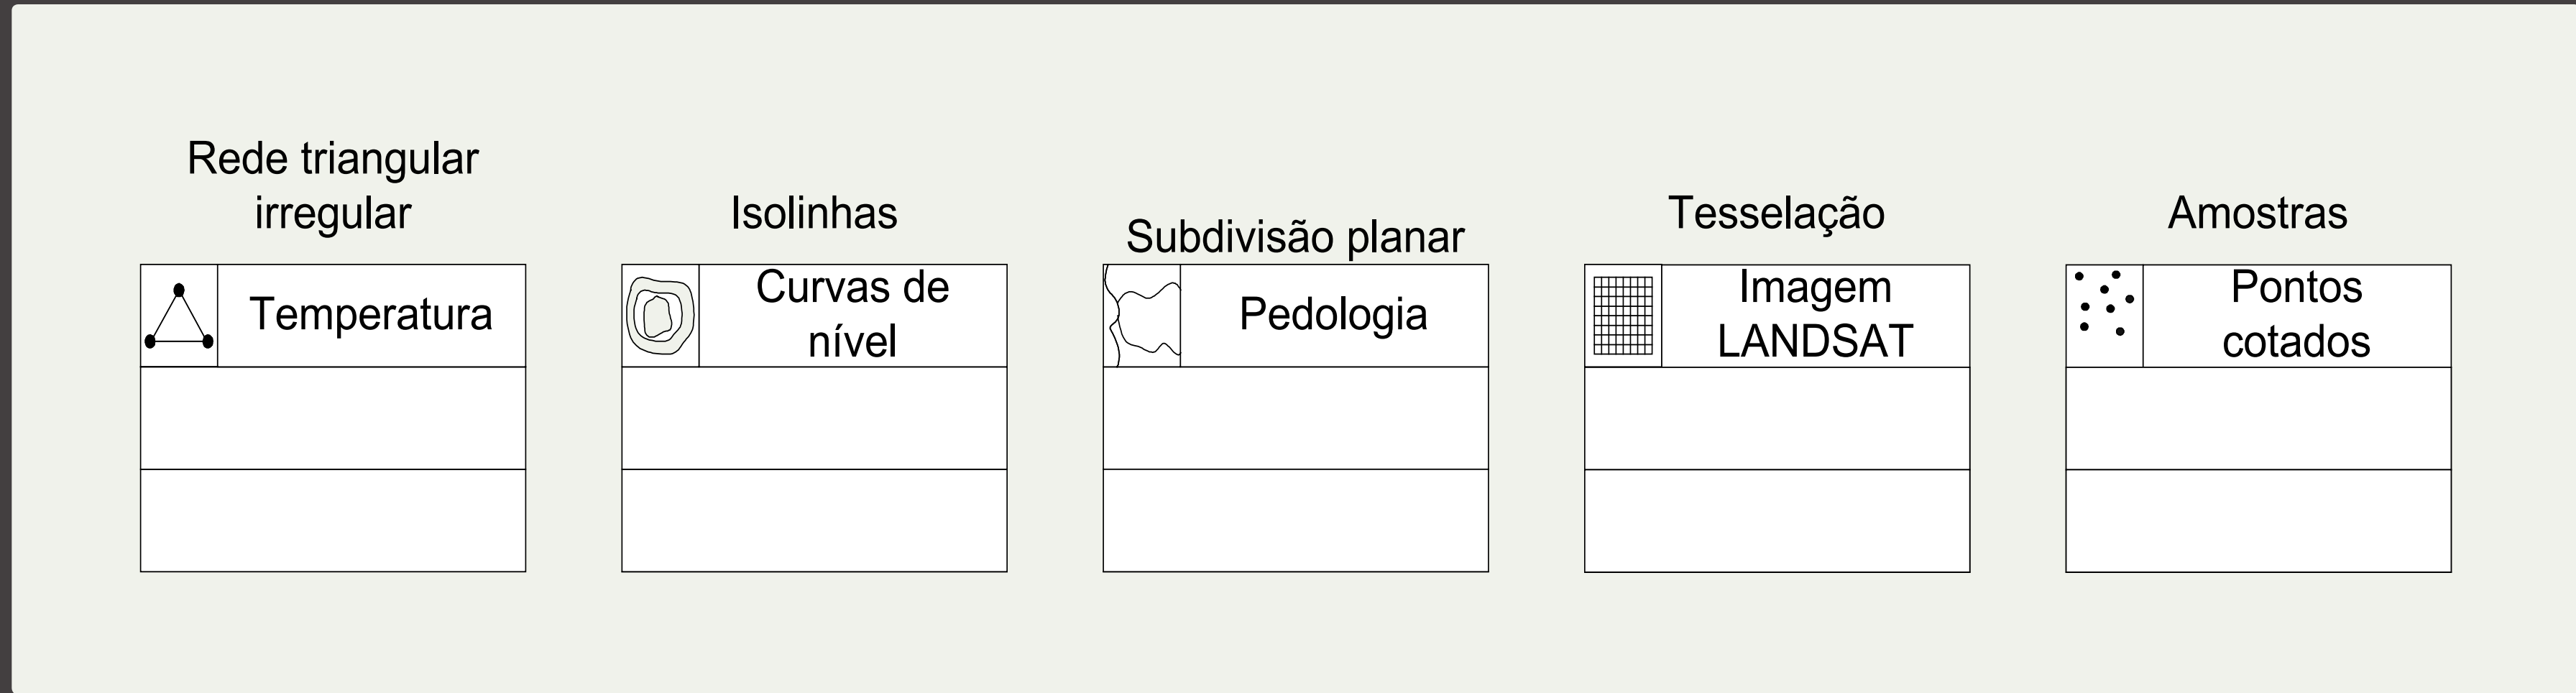 Rede triangular
irregular
Isolinhas
Subdivisão planar
Tesselação
Amostras
Temperatura
Curvas de
nível
Pedologia
Imagem
LANDSAT
Pontos
cotados